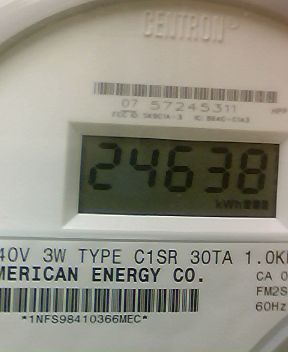 CENTRON
07 57245311
24638
kWh
40V 3W TYPE C1SR 30TA 1.0K
MERICAN ENERGY CO.
CA 0
FM2S
60Hz
*1NFS98410366MEC*